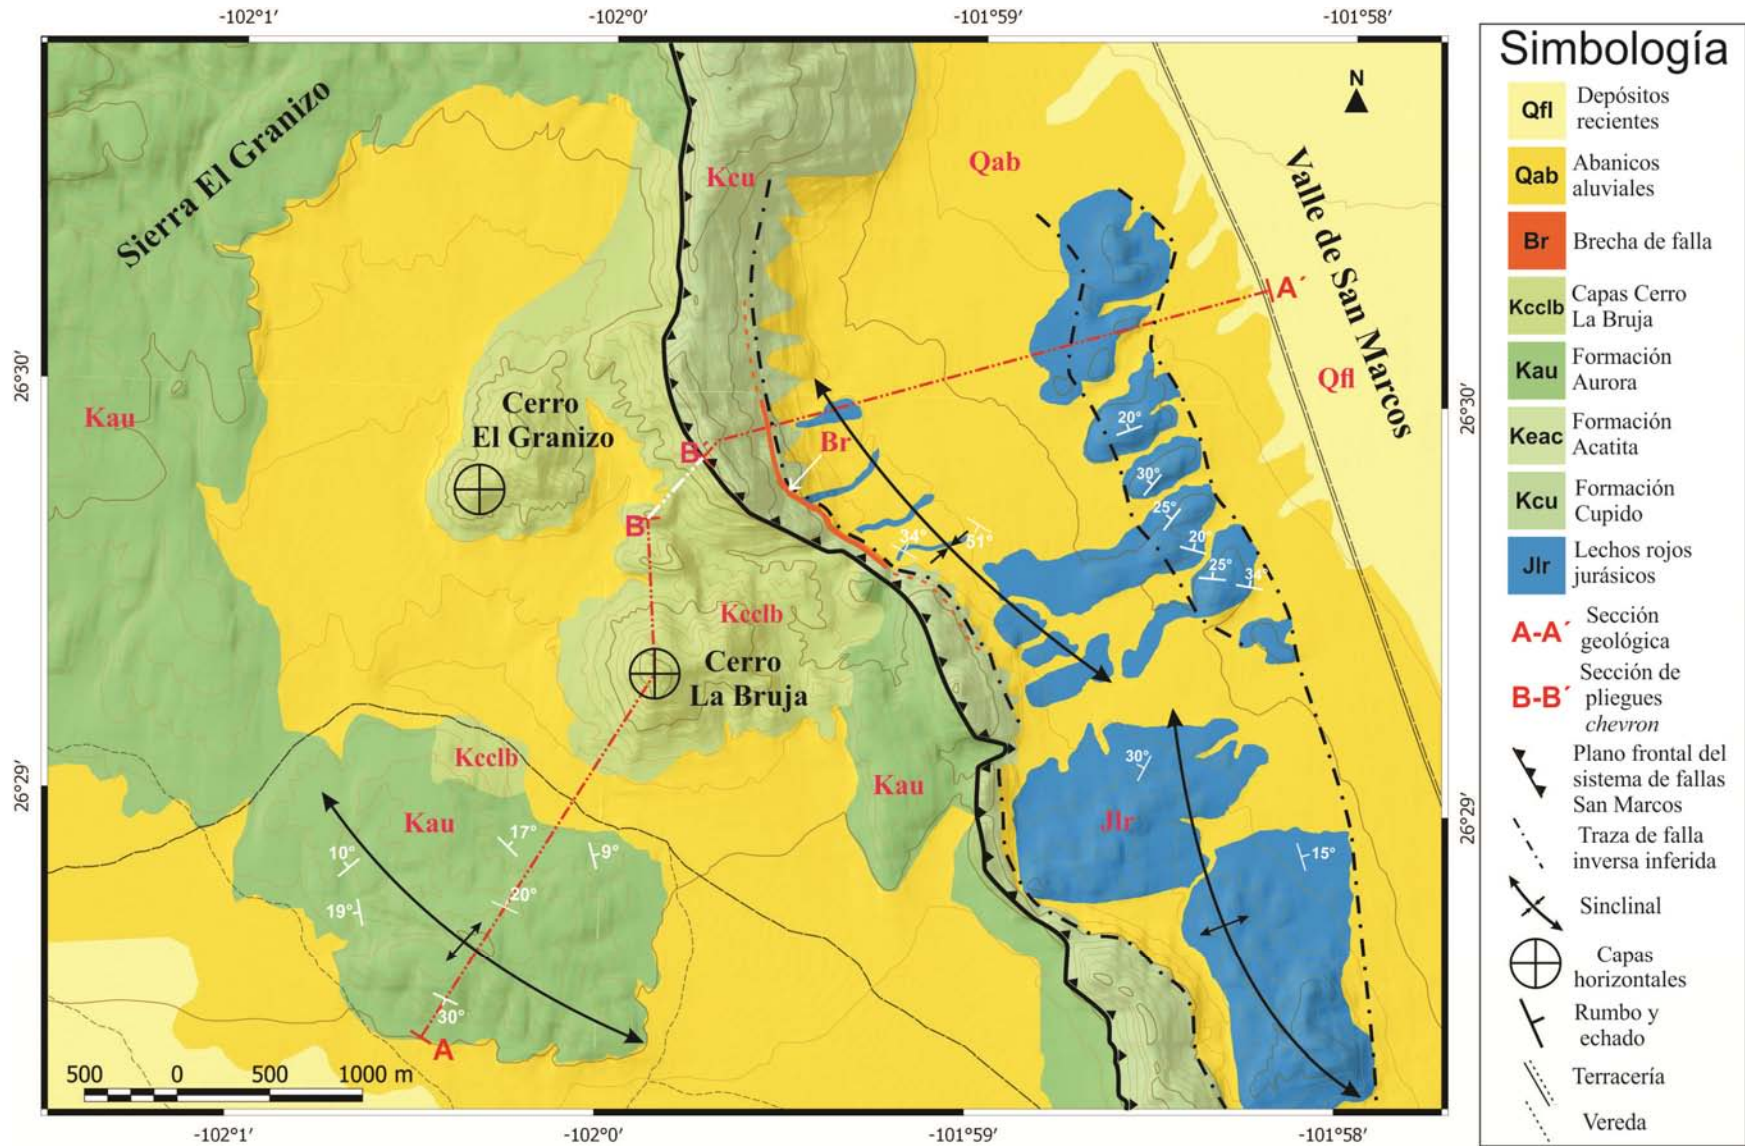 -102°1'
-102°0'
-101°59'
-101°58'
26°30'
26°29'
26°30'
26°29'
-102°1'
-102°0'
-101°59'
-101°58'
Sierra El Granizo
Kcu
Qab
Valle de San Marcos
N
A´
Qfl
Kau
Cerro
El Granizo
B
Br
B´
20°
30°
25°
20°
25°
34°
34°
51°
Kcclb
Cerro
La Bruja
Kcclb
Kau
Kau
30°
Jlr
17°
9°
10°
20°
19°
15°
30°
A
500 0 500 1000 m
Simbología
Qfl Depósitos
recientes
Qab Abanicos
aluviales
Br Brecha de falla
Kcclb Capas Cerro
La Bruja
Kau Formación
Aurora
Keac Formación
Acatita
Kcu Formación
Cupido
Jlr Lechos rojos
jurásicos
A-A´ Sección
geológica
B-B´ Sección de
pliegues
chevron
Plano frontal del
sistema de fallas
San Marcos
Traza de falla
inversa inferida
Sinclinal
Capas
horizontales
Rumbo y
echado
Terracería
Vereda